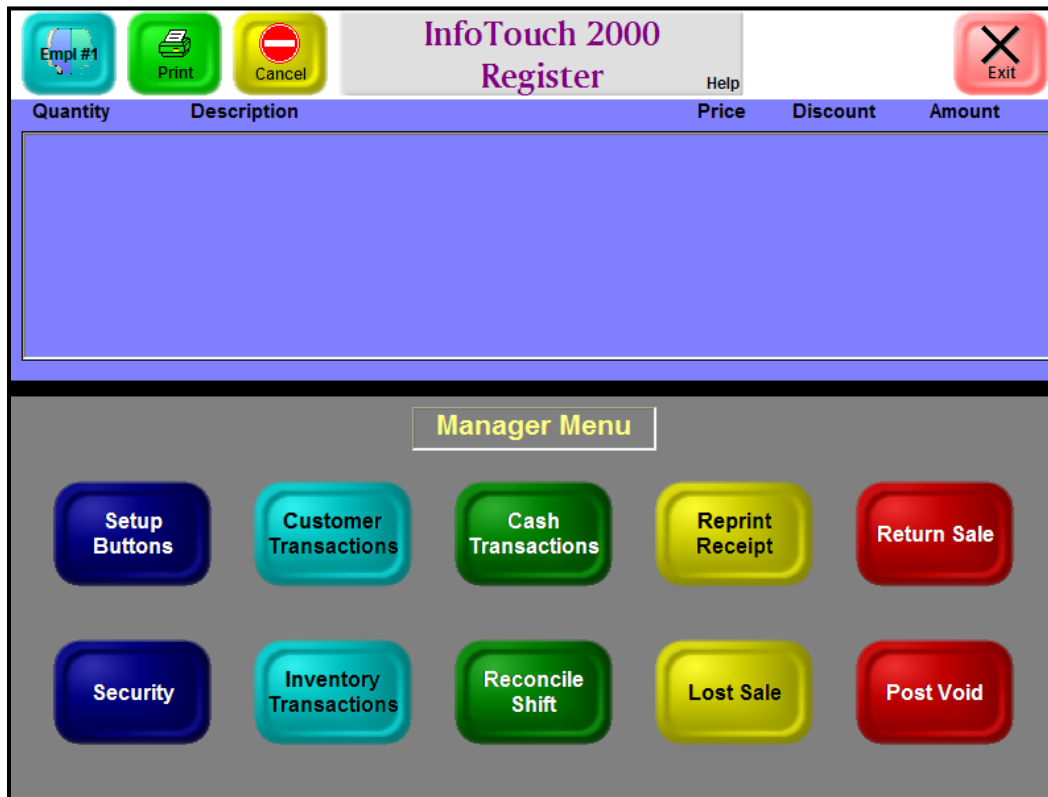 Empl #1
Print
Cancel
InfoTouch 2000
Register
Help
Exit
Quantity Description Price Discount Amount
Manager Menu
Setup
Buttons
Customer
Transactions
Cash
Transactions
Reprint
Receipt
Return Sale
Security
Inventory
Transactions
Reconcile
Shift
Lost Sale
Post Void